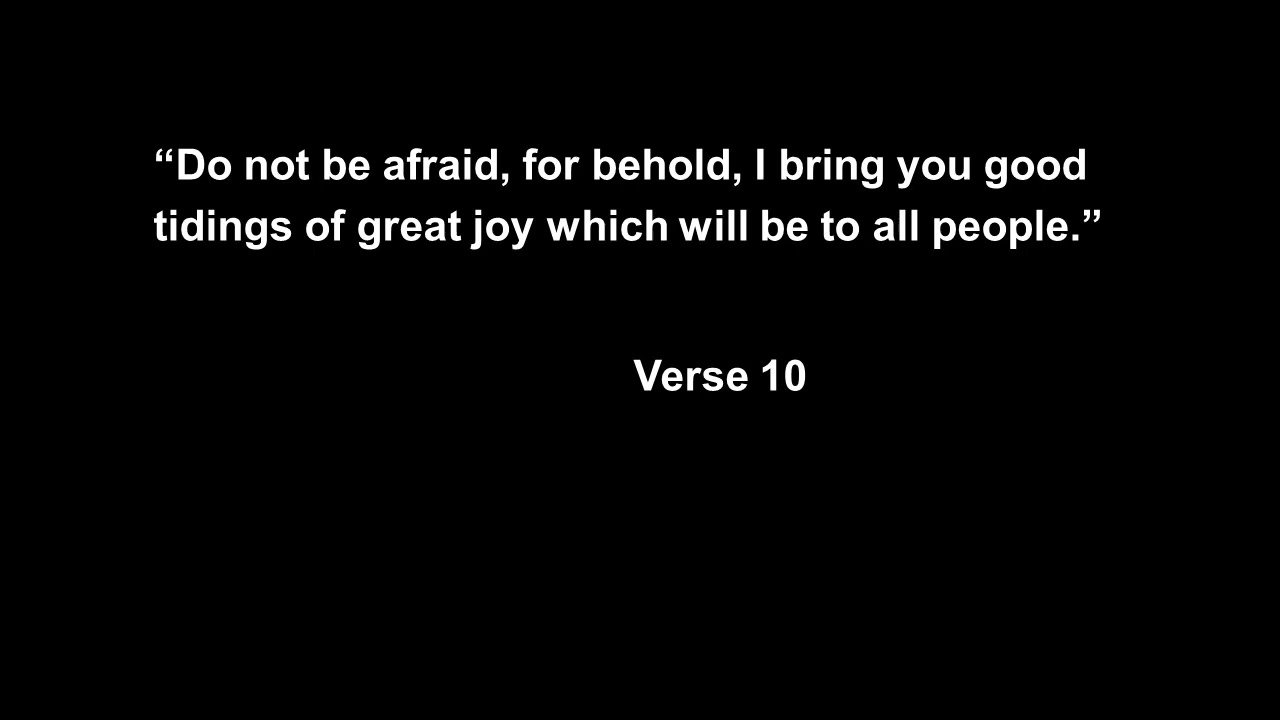 “Do not be afraid, for behold, I bring you good
tidings of great joy which will be to all people.”
Verse 10